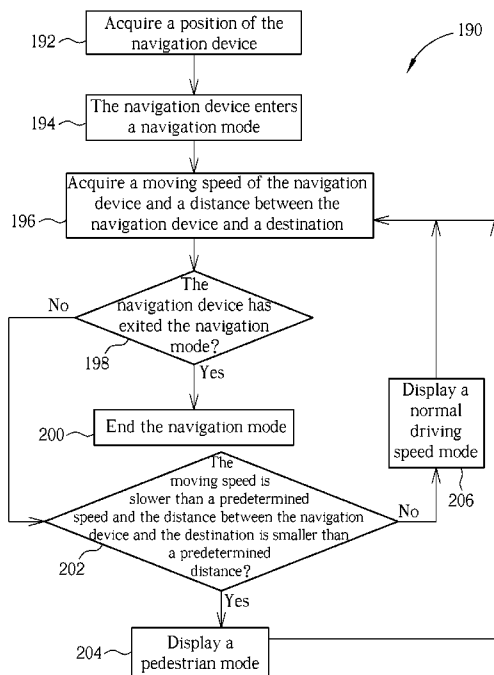 192
Acquire a position of the
navigation device
190
194
The navigation device enters
a navigation mode
196
Acquire a moving speed of the navigation
device and a distance between the
navigation device and a destination
No
The
navigation device has
exited the navigation
mode?
198
Yes
200
End the navigation mode
Display a
normal
driving
speed mode
206
The
moving speed is
slower than a predetermined
speed and the distance between the navigation
device and the destination is smaller than
a predetermined
distance?
202
No
Yes
204
Display a
pedestrian mode